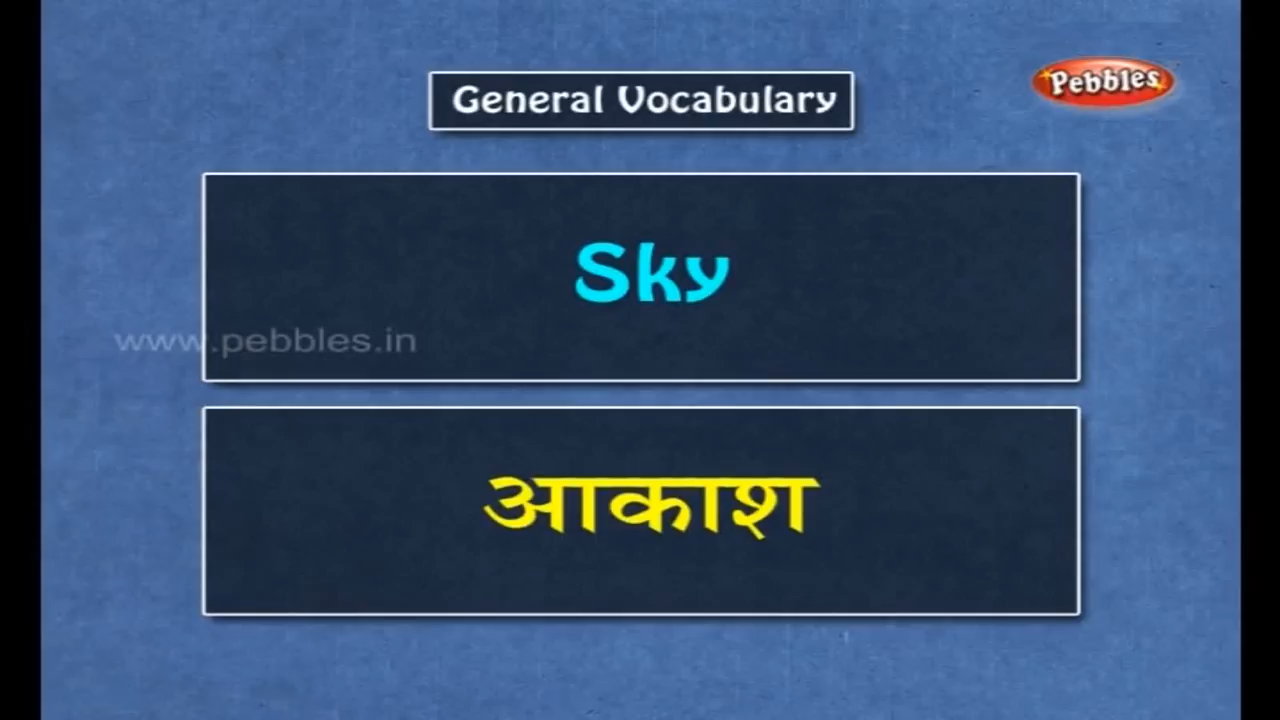 General Vocabulary
Pebbles
Sky
www.pebbles.in
आकाश